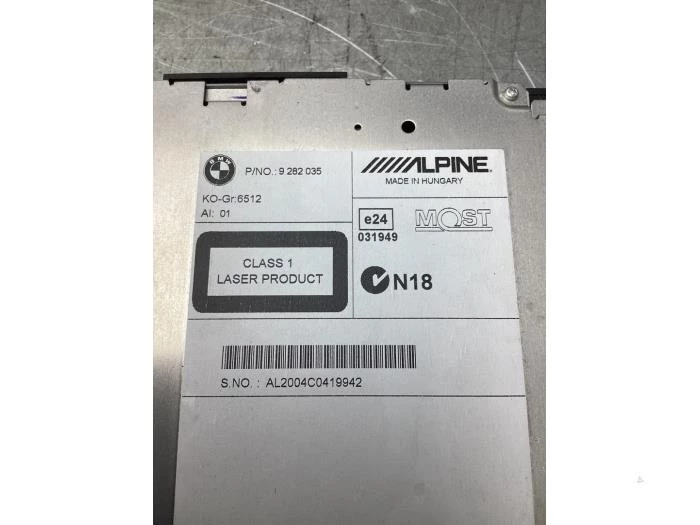 BMW
P/NO.: 9 282 035
KO-Gr:6512
AI: 01
ALPINE
MADE IN HUNGARY
e24
031949
MOST
CLASS 1
LASER PRODUCT
N18
S.NO. : AL2004C0419942